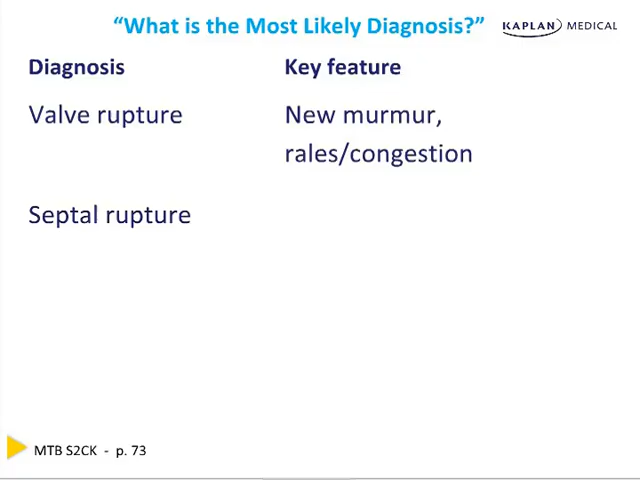 “What is the Most Likely Diagnosis?”
KAPLAN MEDICAL
Diagnosis Key feature
Valve rupture New murmur,
rales/congestion
Septal rupture
MTB S2CK - p. 73